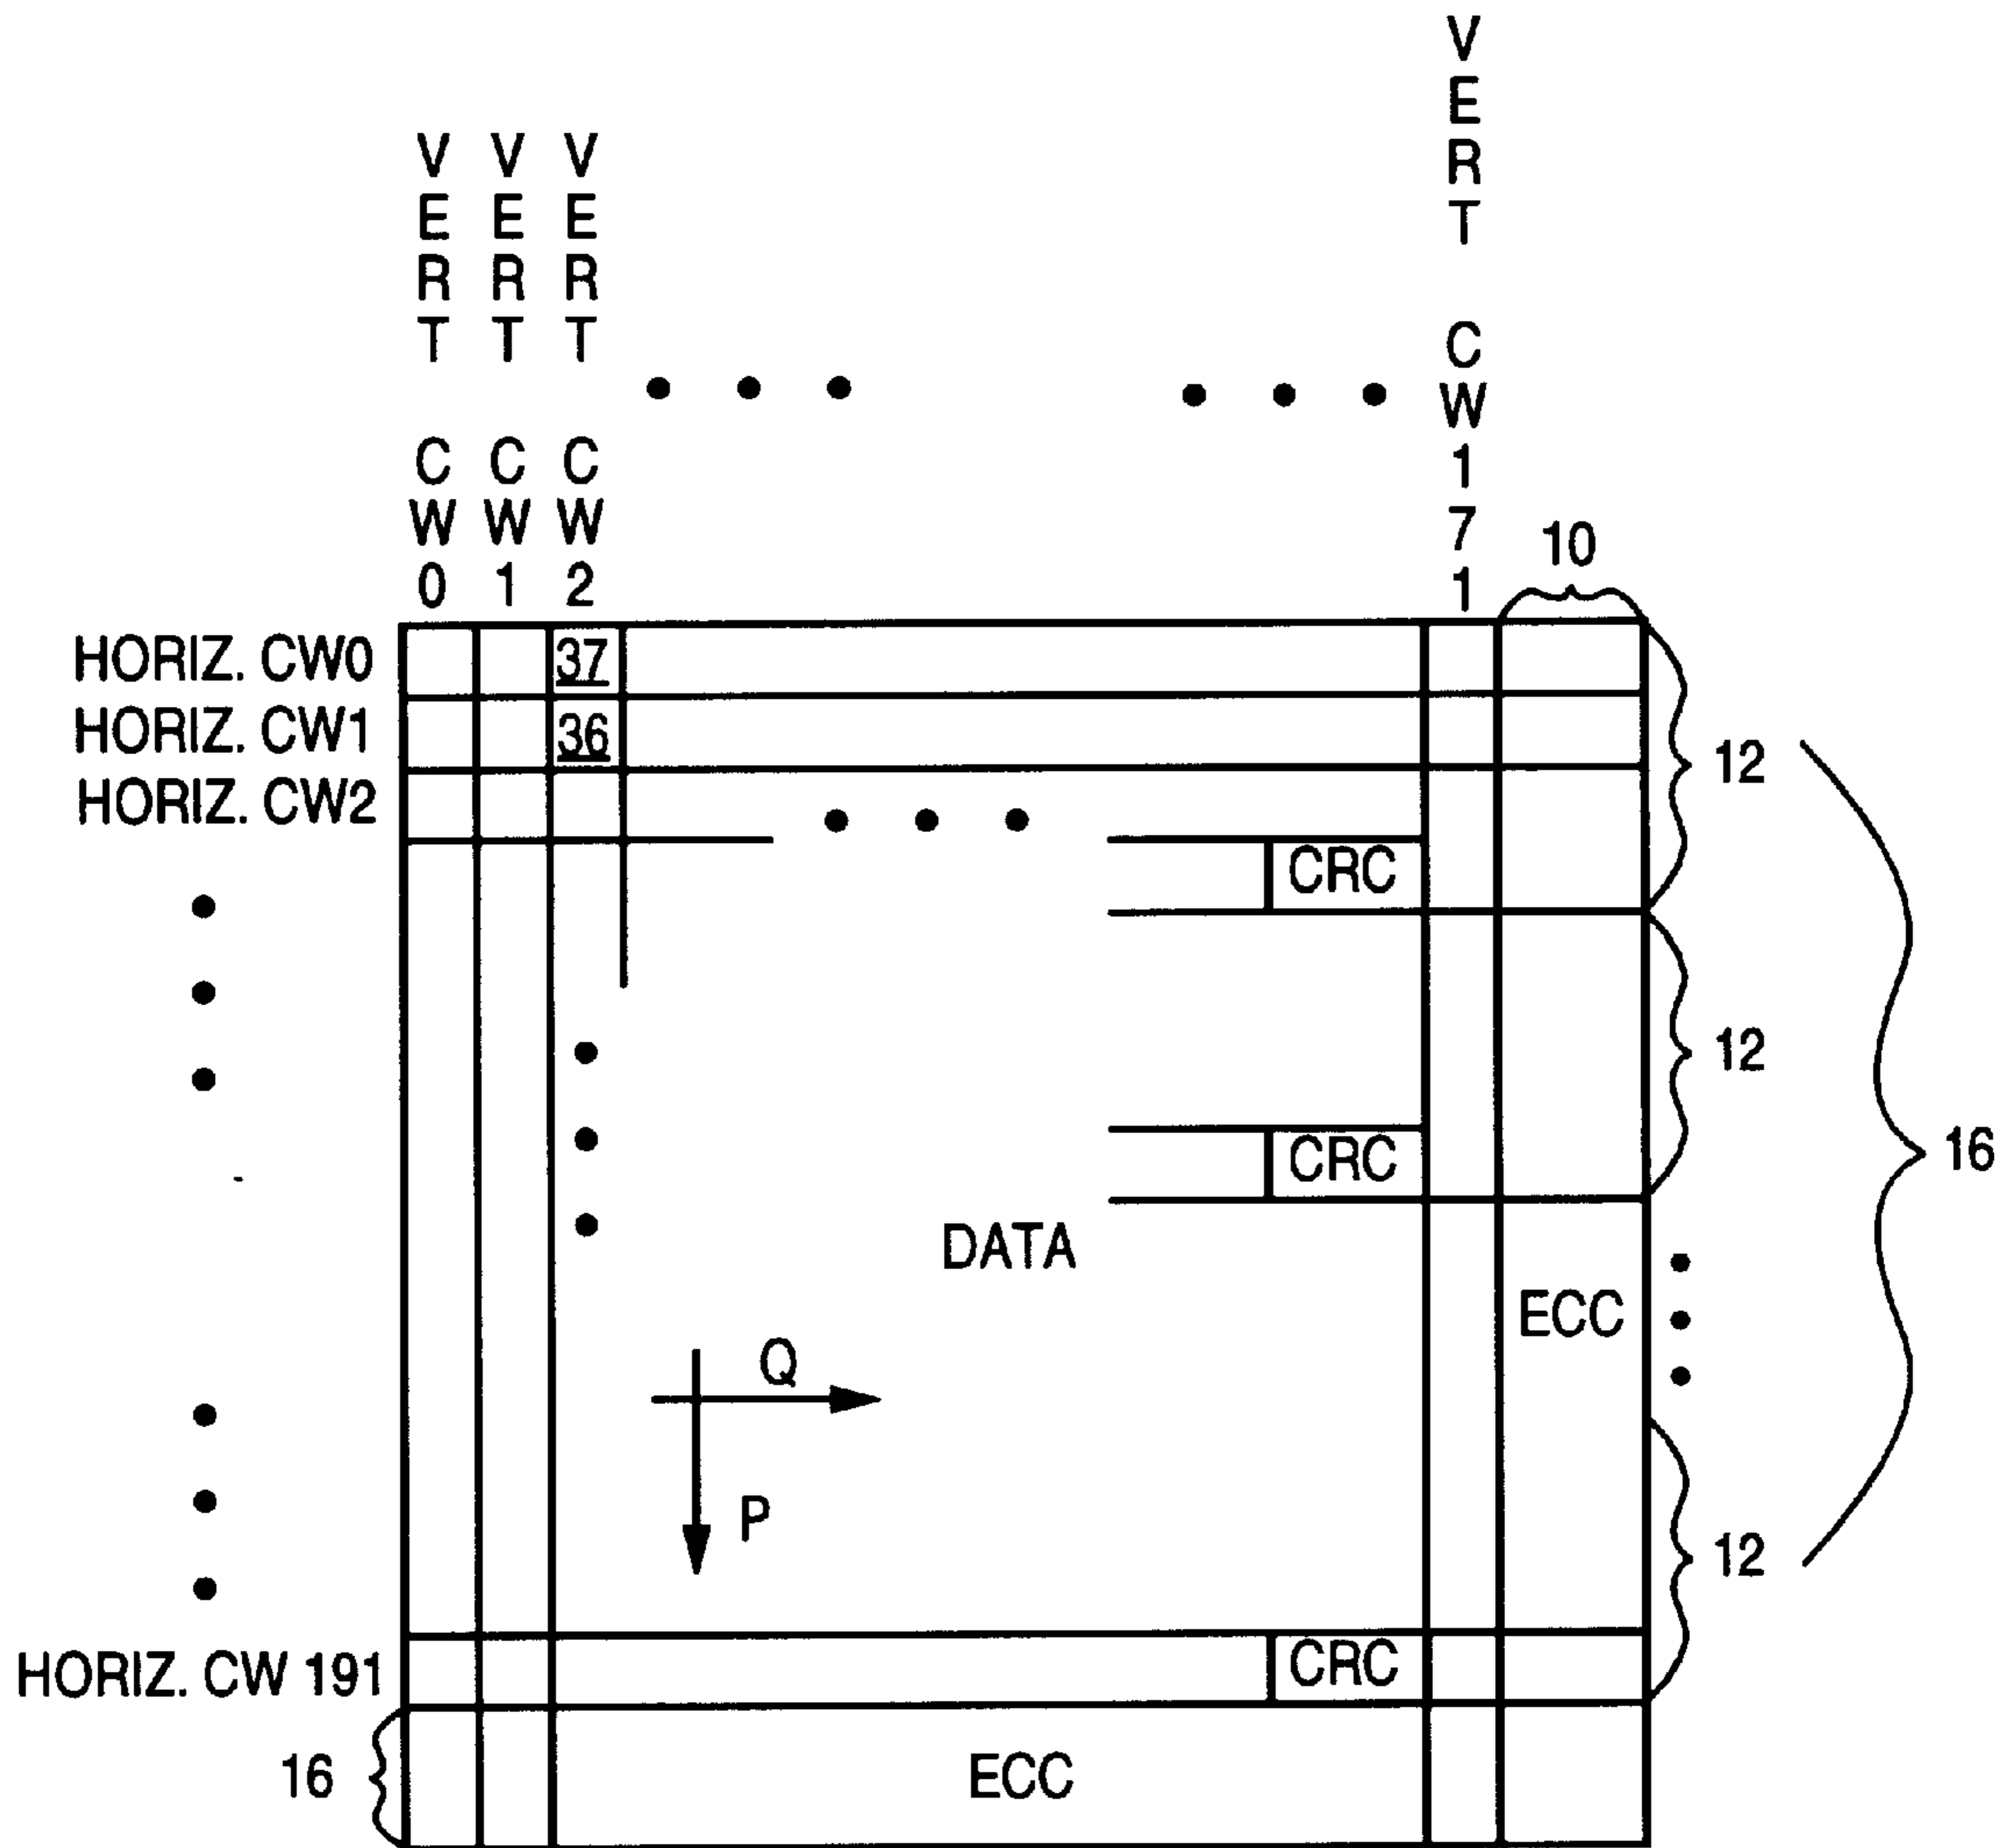 VERT CW0
VERT CW1
VERT CW2
VERT CW171
10
HORIZ. CW0
37
HORIZ. CW1
36
12
HORIZ. CW2
CRC
12
CRC
16
DATA
ECC
Q
P
12
HORIZ. CW 191
CRC
16
ECC